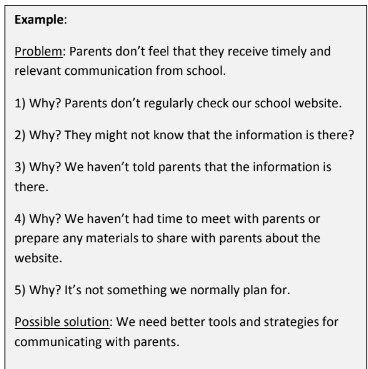 Example:
Problem: Parents don't feel that they receive timely and
relevant communication from school.
1) Why? Parents don't regularly check our school website.
2) Why? They might not know that the information is there?
3) Why? We haven't told parents that the information is
there.
4) Why? We haven't had time to meet with parents or
prepare any materials to share with parents about the
website.
5) Why? It's not something we normally plan for.
Possible solution: We need better tools and strategies for
communicating with parents.